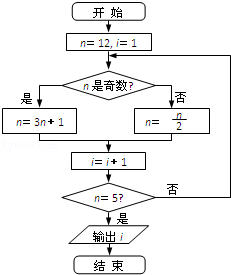 开 始
n=12, i=1
n 是奇数?
是
否
n=3n+1
n= n/2
i=i+1
n=5?
否
是
输出 i
结 束